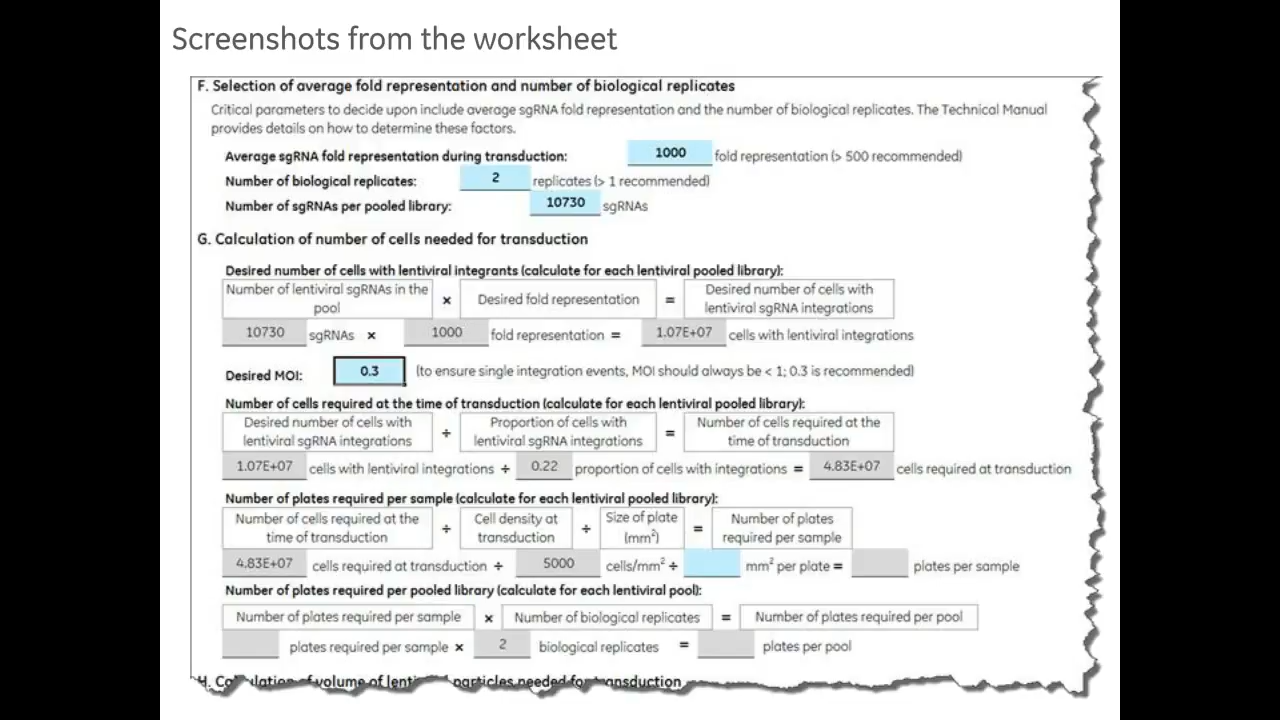 Screenshots from the worksheet
F. Selection of average fold representation and number of biological replicates
Critical parameters to decide upon include average sgRNA fold representation and the number of biological replicates. The Technical Manual
provides details on how to determine these factors.
Average sgRNA fold representation during transduction: 1000 fold representation (> 500 recommended)
Number of biological replicates: 2 replicates (> 1 recommended)
Number of sgRNAs per pooled library: 10730 sgRNAs
G. Calculation of number of cells needed for transduction
Desired number of cells with lentiviral integrants (calculate for each lentiviral pooled library):
Number of lentiviral sgRNAs in the pool × Desired fold representation = Desired number of cells with lentiviral sgRNA integrations
10730 sgRNAs × 1000 fold representation = 1.07E+07 cells with lentiviral integrations
Desired MOI: 0.3 (to ensure single integration events, MOI should always be < 1; 0.3 is recommended)
Number of cells required at the time of transduction (calculate for each lentiviral pooled library):
Desired number of cells with lentiviral sgRNA integrations ÷ Proportion of cells with lentiviral sgRNA integrations = Number of cells required at the time of transduction
1.07E+07 cells with lentiviral integrations ÷ 0.22 proportion of cells with integrations = 4.83E+07 cells required at transduction
Number of plates required per sample (calculate for each lentiviral pooled library):
Number of cells required at the time of transduction ÷ Cell density at transduction ÷ Size of plate (mm²) = Number of plates required per sample
4.83E+07 cells required at transduction ÷ 5000 cells/mm² ÷ mm² per plate = plates per sample
Number of plates required per pooled library (calculate for each lentiviral pool):
Number of plates required per sample × Number of biological replicates = Number of plates required per pool
plates required per sample × 2 biological replicates = plates per pool
H. Calculation of volume of lentiviral particles needed for transduction